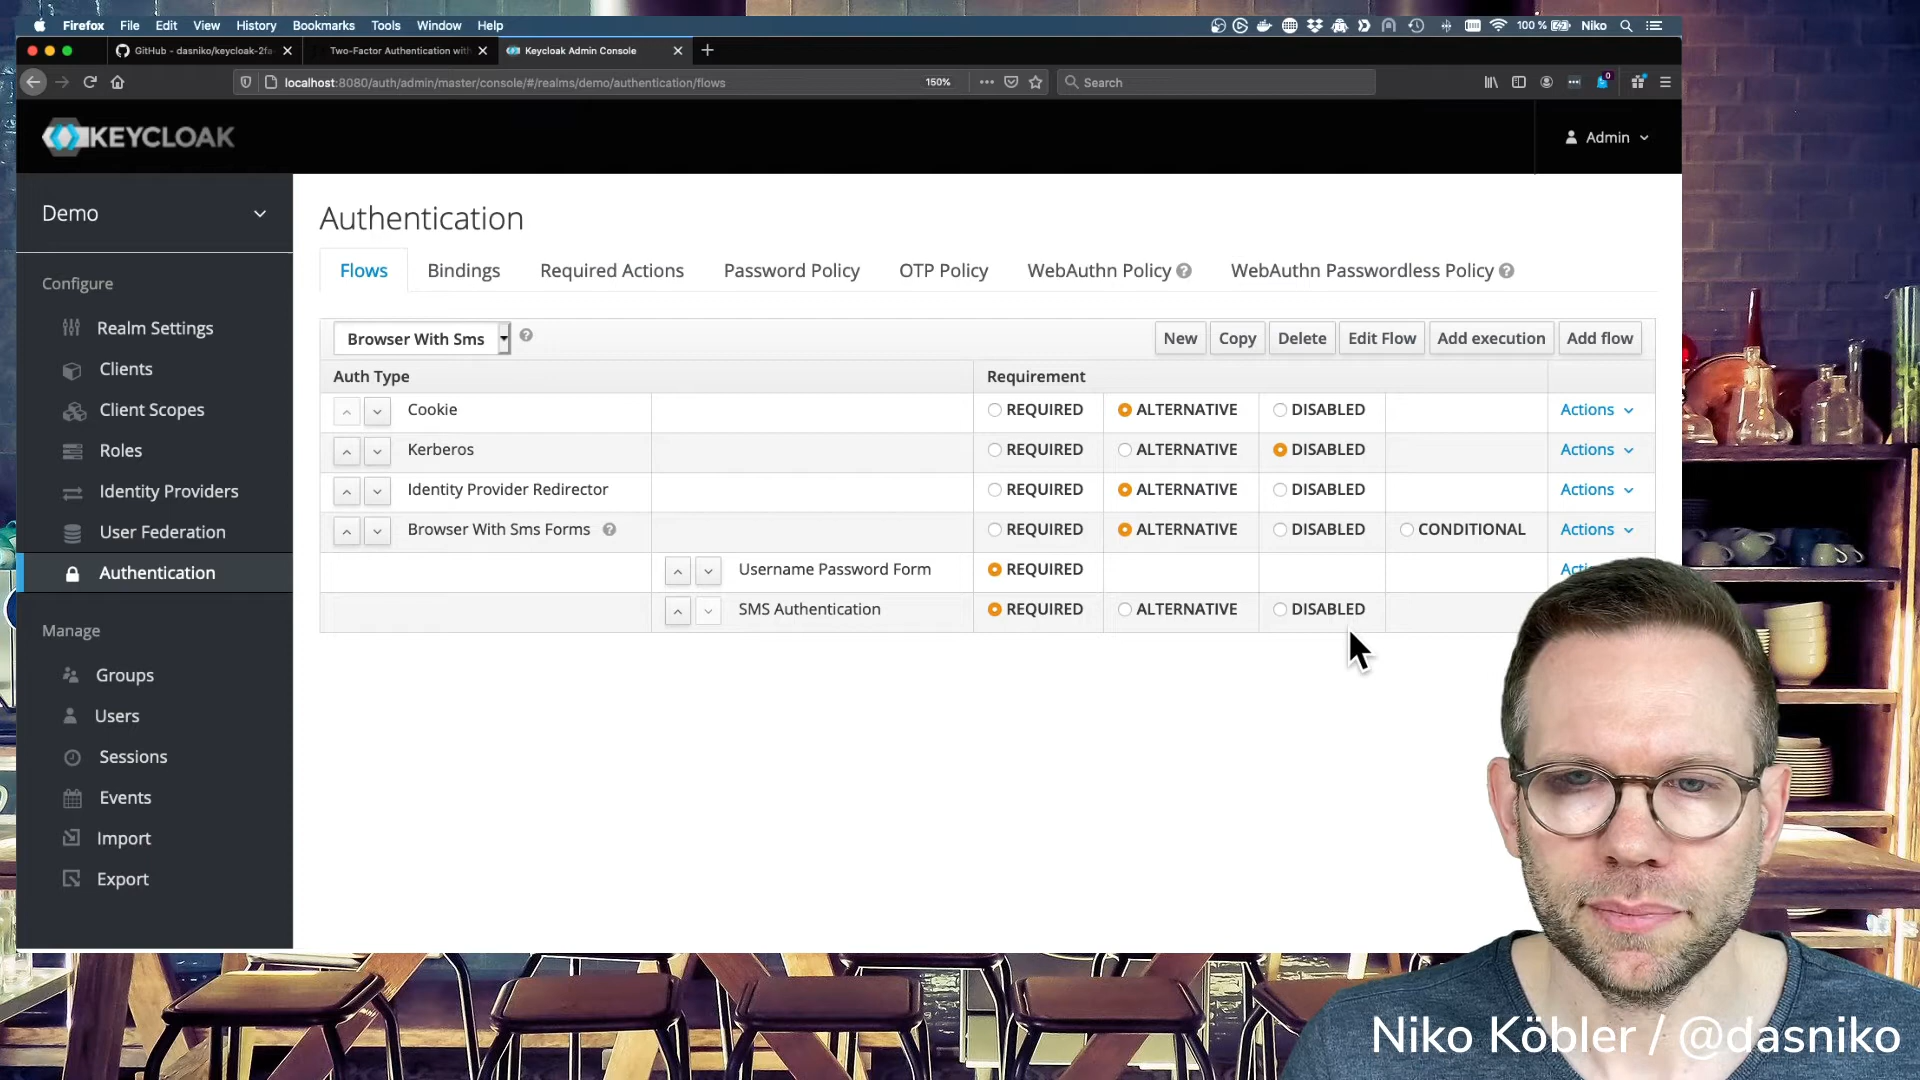 Firefox File Edit View History Bookmarks Tools Window Help 100 % Niko
GitHub - dasniko/keycloak-2fa Two-Factor Authentication with Keycloak Admin Console
localhost:8080/auth/admin/master/console/#/realms/demo/authentication/flows 150% Search 0
KEYCLOAK Admin
Demo
Configure
Realm Settings
Clients
Client Scopes
Roles
Identity Providers
User Federation
Authentication
Manage
Groups
Users
Sessions
Events
Import
Export
Authentication
Flows Bindings Required Actions Password Policy OTP Policy WebAuthn Policy WebAuthn Passwordless Policy
Browser With Sms New Copy Delete Edit Flow Add execution Add flow
Auth Type Requirement
Cookie REQUIRED ALTERNATIVE DISABLED Actions
Kerberos REQUIRED ALTERNATIVE DISABLED Actions
Identity Provider Redirector REQUIRED ALTERNATIVE DISABLED Actions
Browser With Sms Forms REQUIRED ALTERNATIVE DISABLED CONDITIONAL Actions
Username Password Form REQUIRED
SMS Authentication REQUIRED ALTERNATIVE DISABLED
Niko Köbler / @dasniko